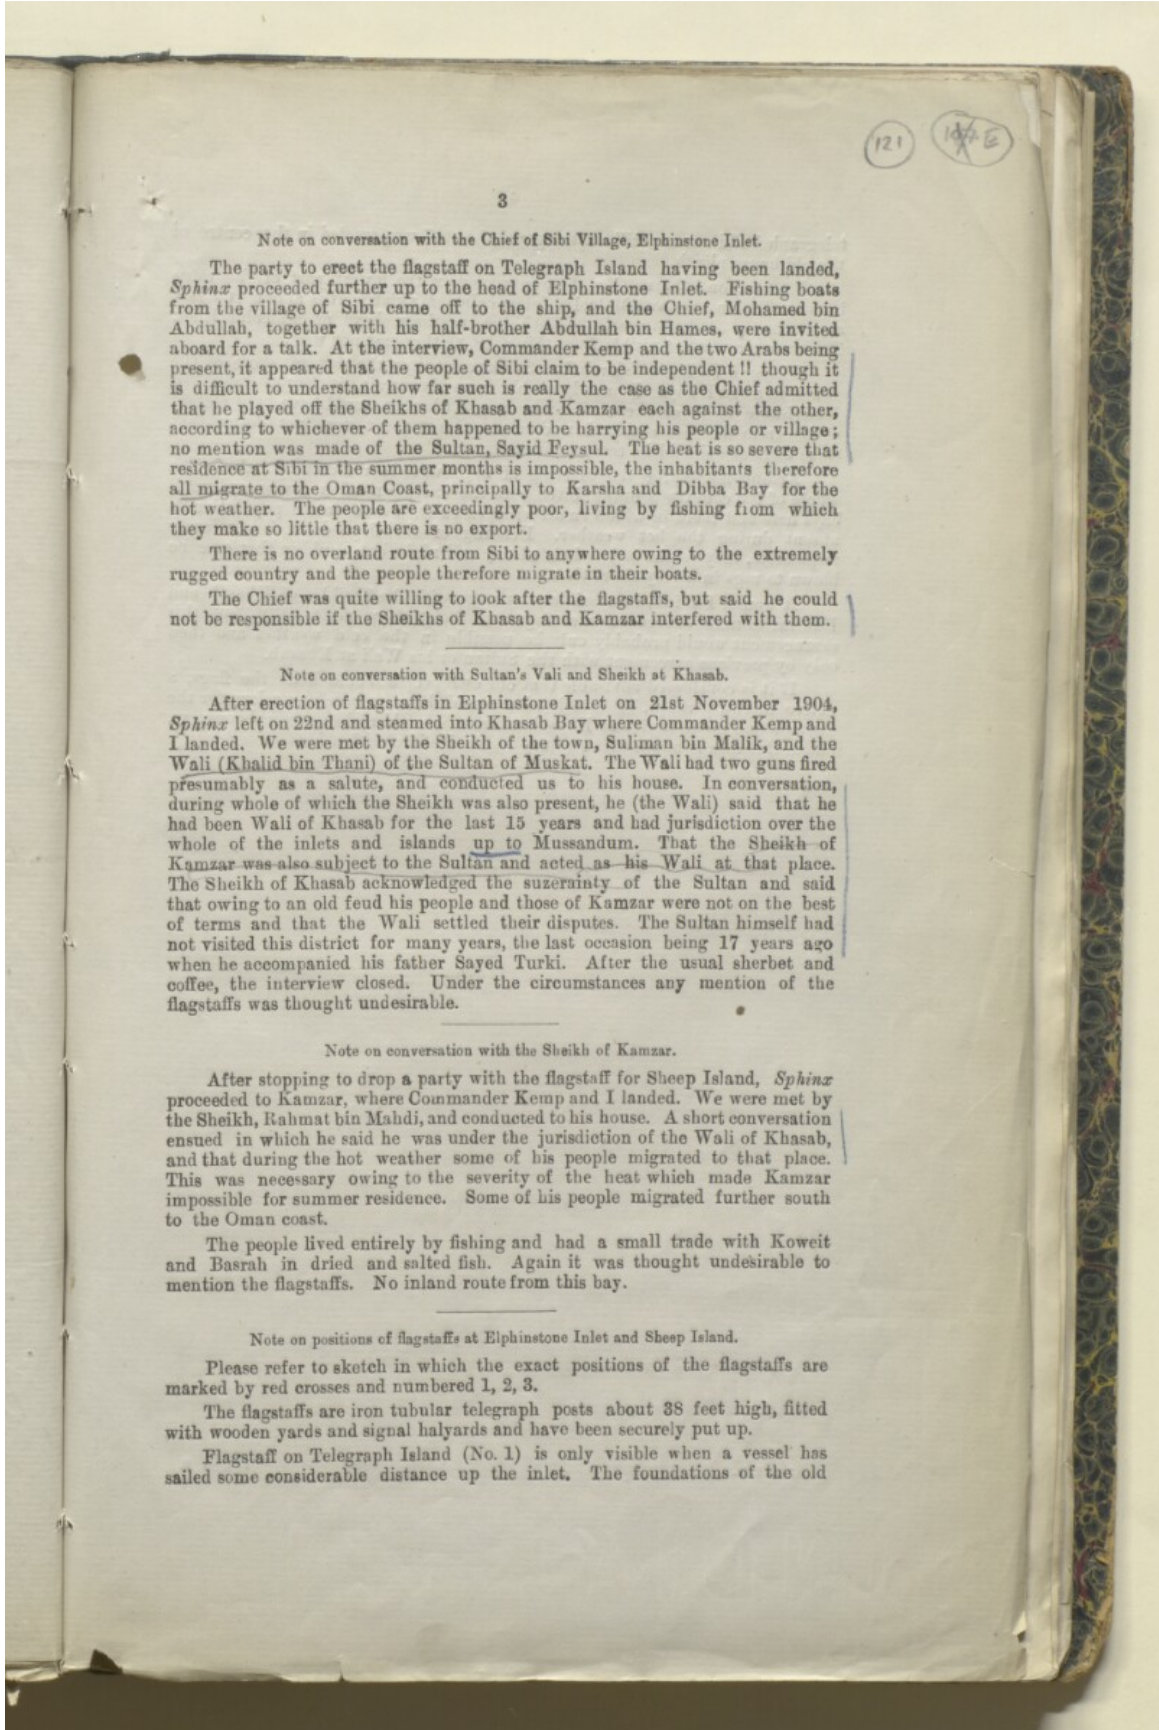 121
3
Note on conversation with the Chief of Sibi Village, Elphinstone Inlet.
The party to erect the flagstaff on Telegraph Island having been landed,
Sphinx proceeded further up to the head of Elphinstone Inlet. Fishing boats
from the village of Sibi came off to the ship, and the Chief, Mohamed bin
Abdullah, together with his half-brother Abdullah bin Hames, were invited
aboard for a talk. At the interview, Commander Kemp and the two Arabs being
present, it appeared that the people of Sibi claim to be independent !! though it
is difficult to understand how far such is really the case as the Chief admitted
that he played off the Sheikhs of Khasab and Kamzar each against the other,
according to whichever of them happened to be harrying his people or village;
no mention was made of the Sultan, Sayid Feysul. The heat is so severe that
residence at Sibi in the summer months is impossible, the inhabitants therefore
all migrate to the Oman Coast, principally to Karsha and Dibba Bay for the
hot weather. The people are exceedingly poor, living by fishing from which
they make so little that there is no export.
There is no overland route from Sibi to anywhere owing to the extremely
rugged country and the people therefore migrate in their boats.
The Chief was quite willing to look after the flagstaffs, but said he could
not be responsible if the Sheikhs of Khasab and Kamzar interfered with them.
Note on conversation with Sultan's Vali and Sheikh at Khasab.
After erection of flagstaffs in Elphinstone Inlet on 21st November 1904,
Sphinx left on 22nd and steamed into Khasab Bay where Commander Kemp and
I landed. We were met by the Sheikh of the town, Suliman bin Malik, and the
Wali (Khalid bin Thani) of the Sultan of Muskat. The Wali had two guns fired
presumably as a salute, and conducted us to his house. In conversation,
during whole of which the Sheikh was also present, he (the Wali) said that he
had been Wali of Khasab for the last 15 years and had jurisdiction over the
whole of the inlets and islands up to Mussandum. That the Sheikh of
Kamzar was also subject to the Sultan and acted as his Wali at that place.
The Sheikh of Khasab acknowledged the suzerainty of the Sultan and said
that owing to an old feud his people and those of Kamzar were not on the best
of terms and that the Wali settled their disputes. The Sultan himself had
not visited this district for many years, the last occasion being 17 years ago
when he accompanied his father Sayed Turki. After the usual sherbet and
coffee, the interview closed. Under the circumstances any mention of the
flagstaffs was thought undesirable.
Note on conversation with the Sheikh of Kamzar.
After stopping to drop a party with the flagstaff for Sheep Island, Sphinx
proceeded to Kamzar, where Commander Kemp and I landed. We were met by
the Sheikh, Rahmat bin Mahdi, and conducted to his house. A short conversation
ensued in which he said he was under the jurisdiction of the Wali of Khasab,
and that during the hot weather some of his people migrated to that place.
This was necessary owing to the severity of the heat which made Kamzar
impossible for summer residence. Some of his people migrated further south
to the Oman coast.
The people lived entirely by fishing and had a small trade with Koweit
and Basrah in dried and salted fish. Again it was thought undesirable to
mention the flagstaffs. No inland route from this bay.
Note on positions of flagstaffs at Elphinstone Inlet and Sheep Island.
Please refer to sketch in which the exact positions of the flagstaffs are
marked by red crosses and numbered 1, 2, 3.
The flagstaffs are iron tubular telegraph posts about 38 feet high, fitted
with wooden yards and signal halyards and have been securely put up.
Flagstaff on Telegraph Island (No. 1) is only visible when a vessel has
sailed some considerable distance up the inlet. The foundations of the old